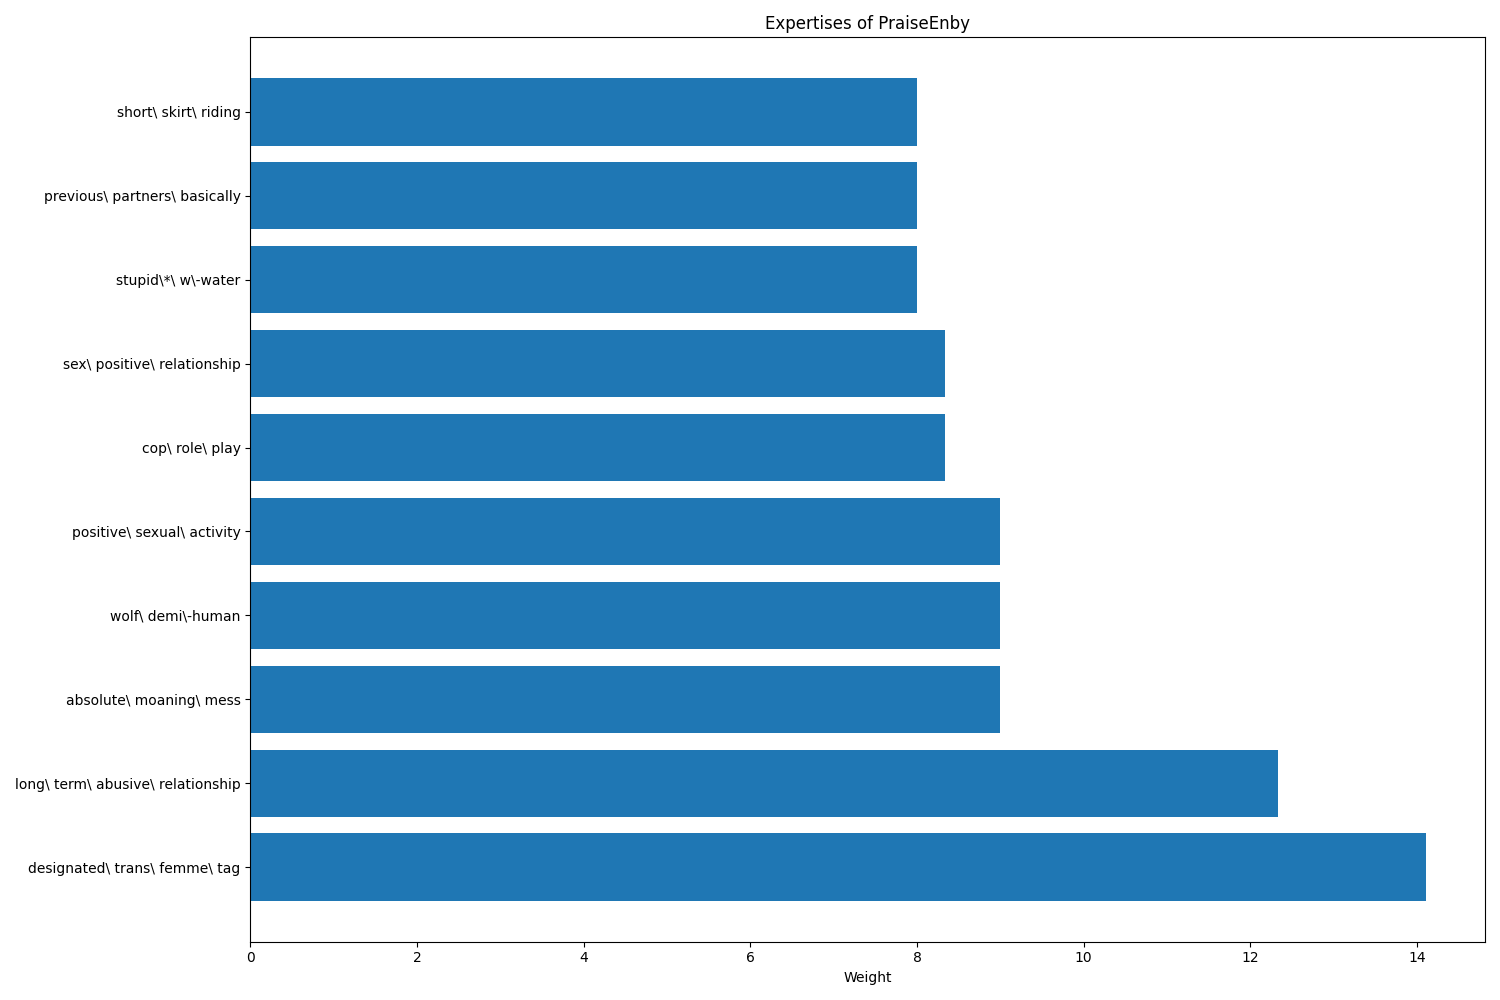 Expertises of PraiseEnby
short\ skirt\ riding
previous\ partners\ basically
stupid\*\ w\-water
sex\ positive\ relationship
cop\ role\ play
positive\ sexual\ activity
wolf\ demi\-human
absolute\ moaning\ mess
long\ term\ abusive\ relationship
designated\ trans\ femme\ tag
0 2 4 6 8 10 12 14
Weight